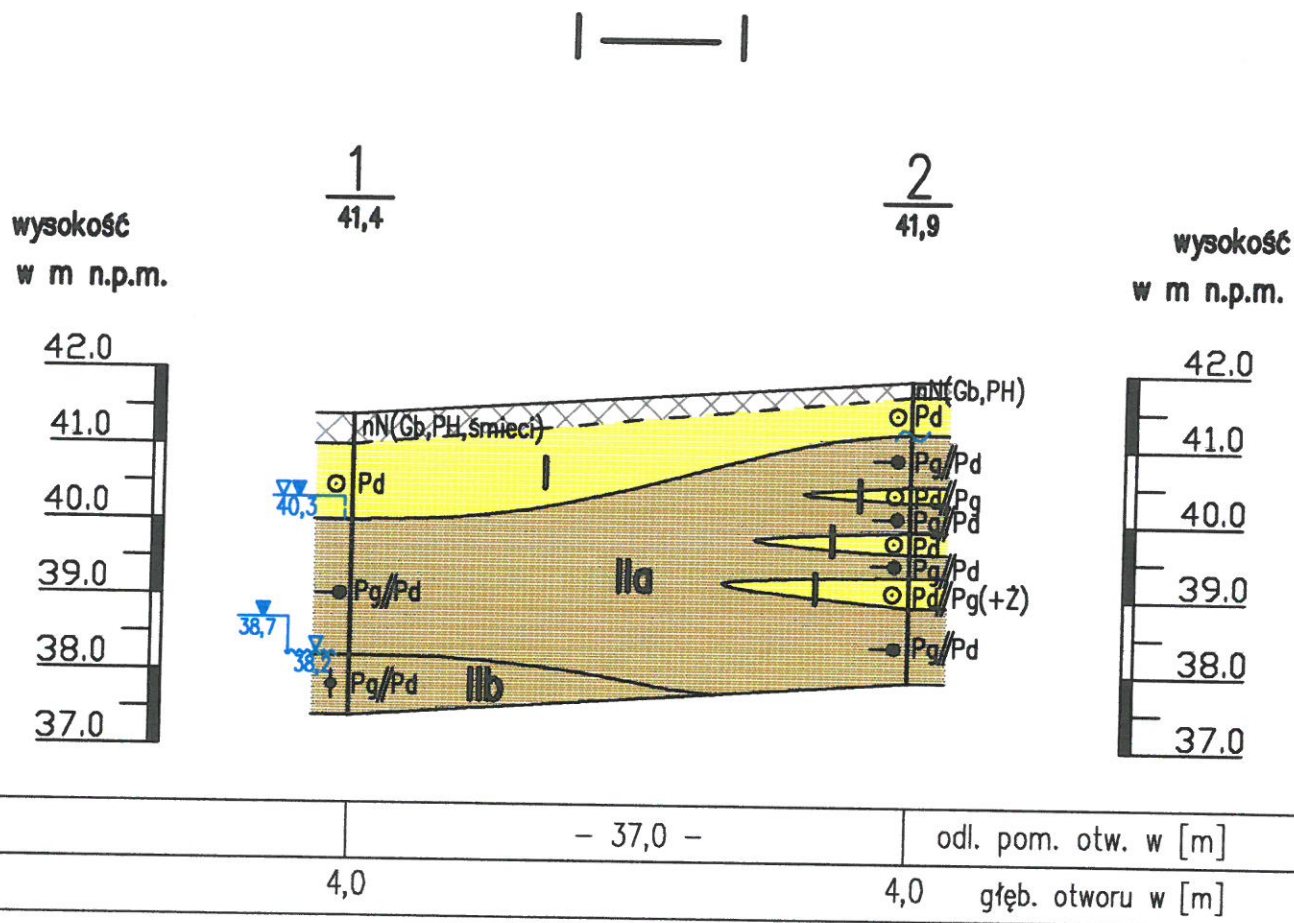 I — I
1 2
41,4 41,9
wysokość wysokość
w m n.p.m. w m n.p.m.
42.0 42.0
nN(Gb,PH)
Pd
nN(Gb,PH,śmieci)
41.0 41.0
Pg//Pd
Pd I
I Pd//Pg
40,3
40.0 Pg//Pd 40.0
I Pd
IIa Pg//Pd
39.0 Pg//Pd I Pd//Pg(+Ż) 39.0
38,7
Pg//Pd
38.0 38,2 38.0
Pg//Pd IIb
37.0 37.0
– 37,0 – odl. pom. otw. w [m]
4,0 4,0 głęb. otworu w [m]